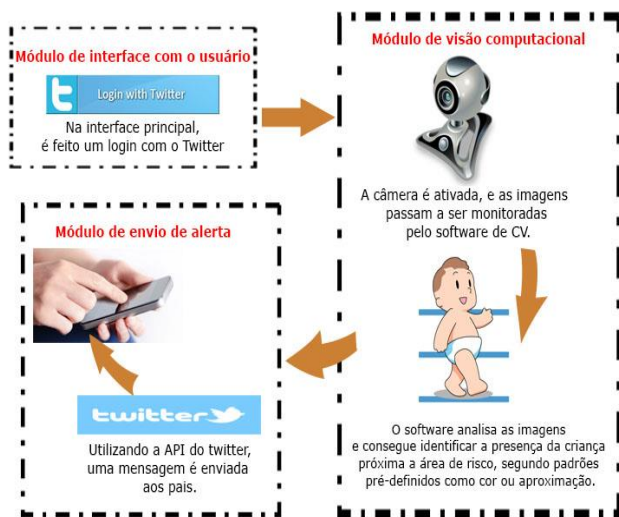 Módulo de interface com o usuário
t Login with Twitter
Na interface principal,
é feito um login com o Twitter
Módulo de visão computacional
A câmera é ativada, e as imagens
passam a ser monitoradas
pelo software de CV.
O software analisa as imagens
e consegue identificar a presença da criança
próxima a área de risco, segundo padrões
pré-definidos como cor ou aproximação.
Módulo de envio de alerta
twitter
Utilizando a API do twitter,
uma mensagem é enviada
aos pais.